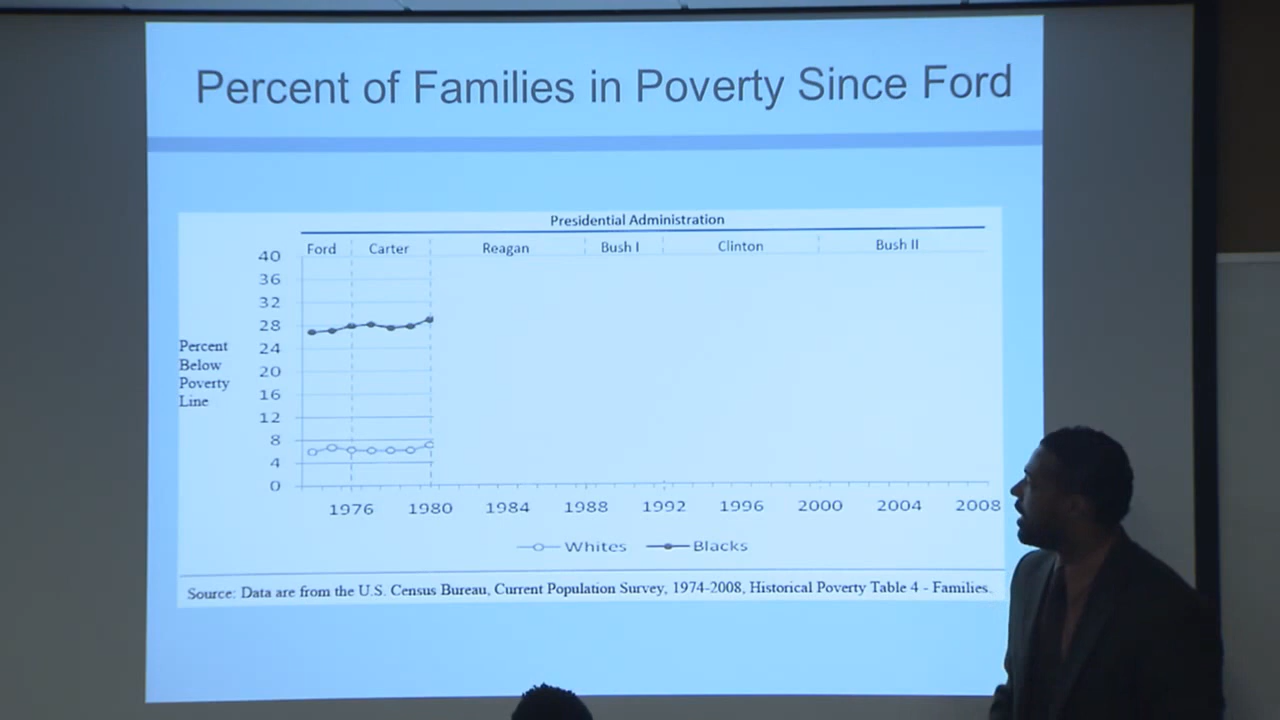 Percent of Families in Poverty Since Ford
Presidential Administration
Ford Carter Reagan Bush I Clinton Bush II
40
36
32
28
24
20
16
12
8
4
0
Percent
Below
Poverty
Line
1976 1980 1984 1988 1992 1996 2000 2004 2008
Whites Blacks
Source: Data are from the U.S. Census Bureau, Current Population Survey, 1974-2008, Historical Poverty Table 4 - Families.